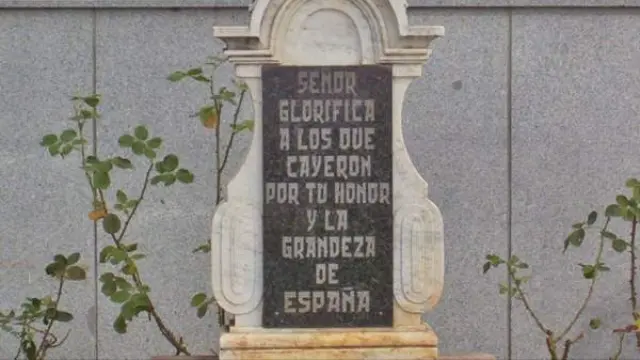 SEÑOR
GLORIFICA
A LOS QUE
CAYERON
POR TU HONOR
Y LA
GRANDEZA
DE
ESPAÑA